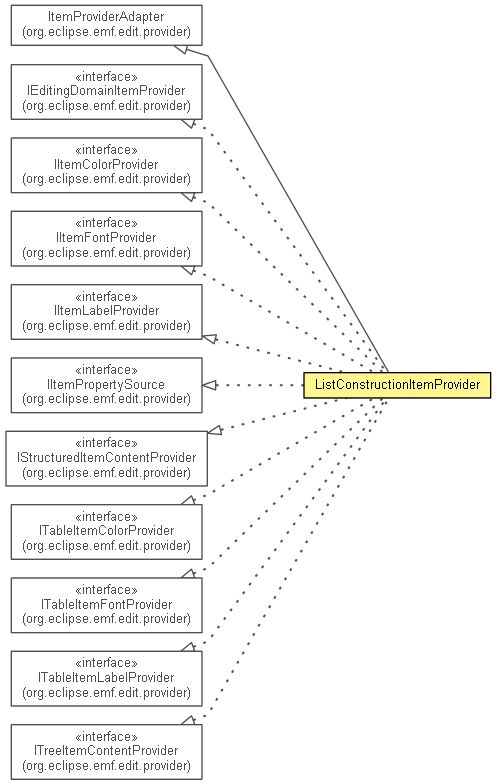 ItemProviderAdapter
(org.eclipse.emf.edit.provider)
«interface»
IEditingDomainItemProvider
(org.eclipse.emf.edit.provider)
«interface»
IItemColorProvider
(org.eclipse.emf.edit.provider)
«interface»
IItemFontProvider
(org.eclipse.emf.edit.provider)
«interface»
IItemLabelProvider
(org.eclipse.emf.edit.provider)
«interface»
IItemPropertySource
(org.eclipse.emf.edit.provider)
ListConstructionItemProvider
«interface»
IStructuredItemContentProvider
(org.eclipse.emf.edit.provider)
«interface»
ITableItemColorProvider
(org.eclipse.emf.edit.provider)
«interface»
ITableItemFontProvider
(org.eclipse.emf.edit.provider)
«interface»
ITableItemLabelProvider
(org.eclipse.emf.edit.provider)
«interface»
ITreeItemContentProvider
(org.eclipse.emf.edit.provider)